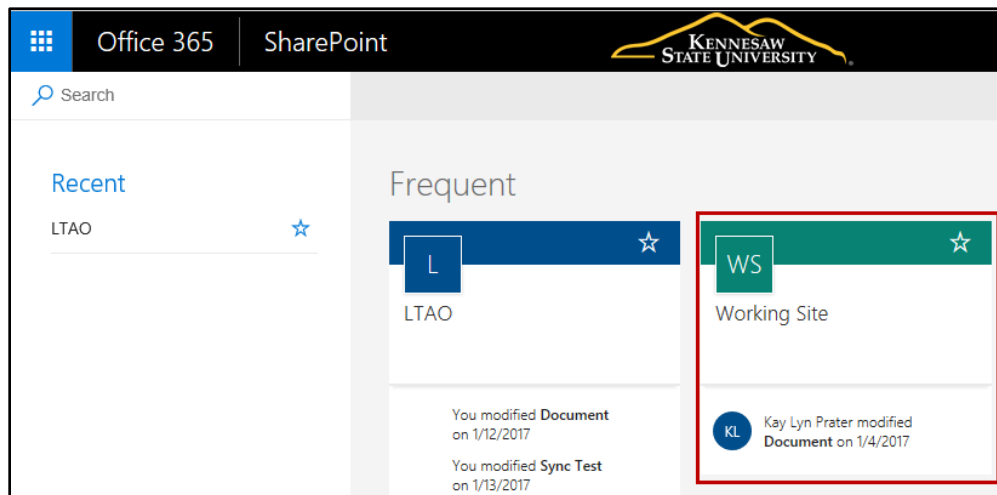 Office 365 SharePoint
KENNESAW
STATE UNIVERSITY
Search
Recent
LTAO
Frequent
L
LTAO
You modified Document
on 1/12/2017
You modified Sync Test
on 1/13/2017
WS
Working Site
KL
Kay Lyn Prater modified
Document on 1/4/2017